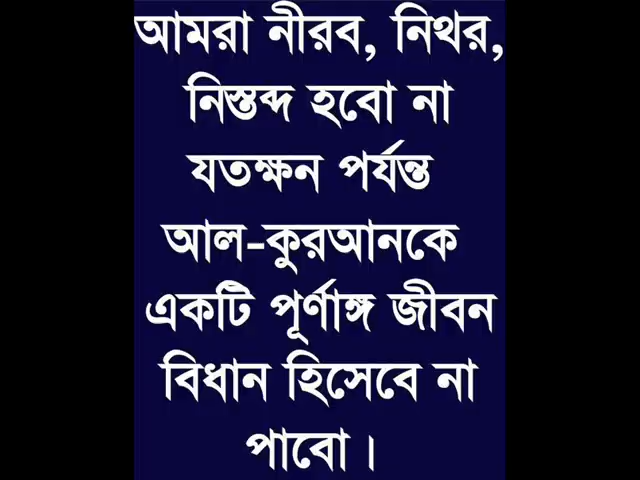 আমরা নীরব, নিথর,
নিস্তব্দ হবো না
যতক্ষন পর্যন্ত
আল-কুরআনকে
একটি পূর্ণাঙ্গ জীবন
বিধান হিসেবে না
পাবো।